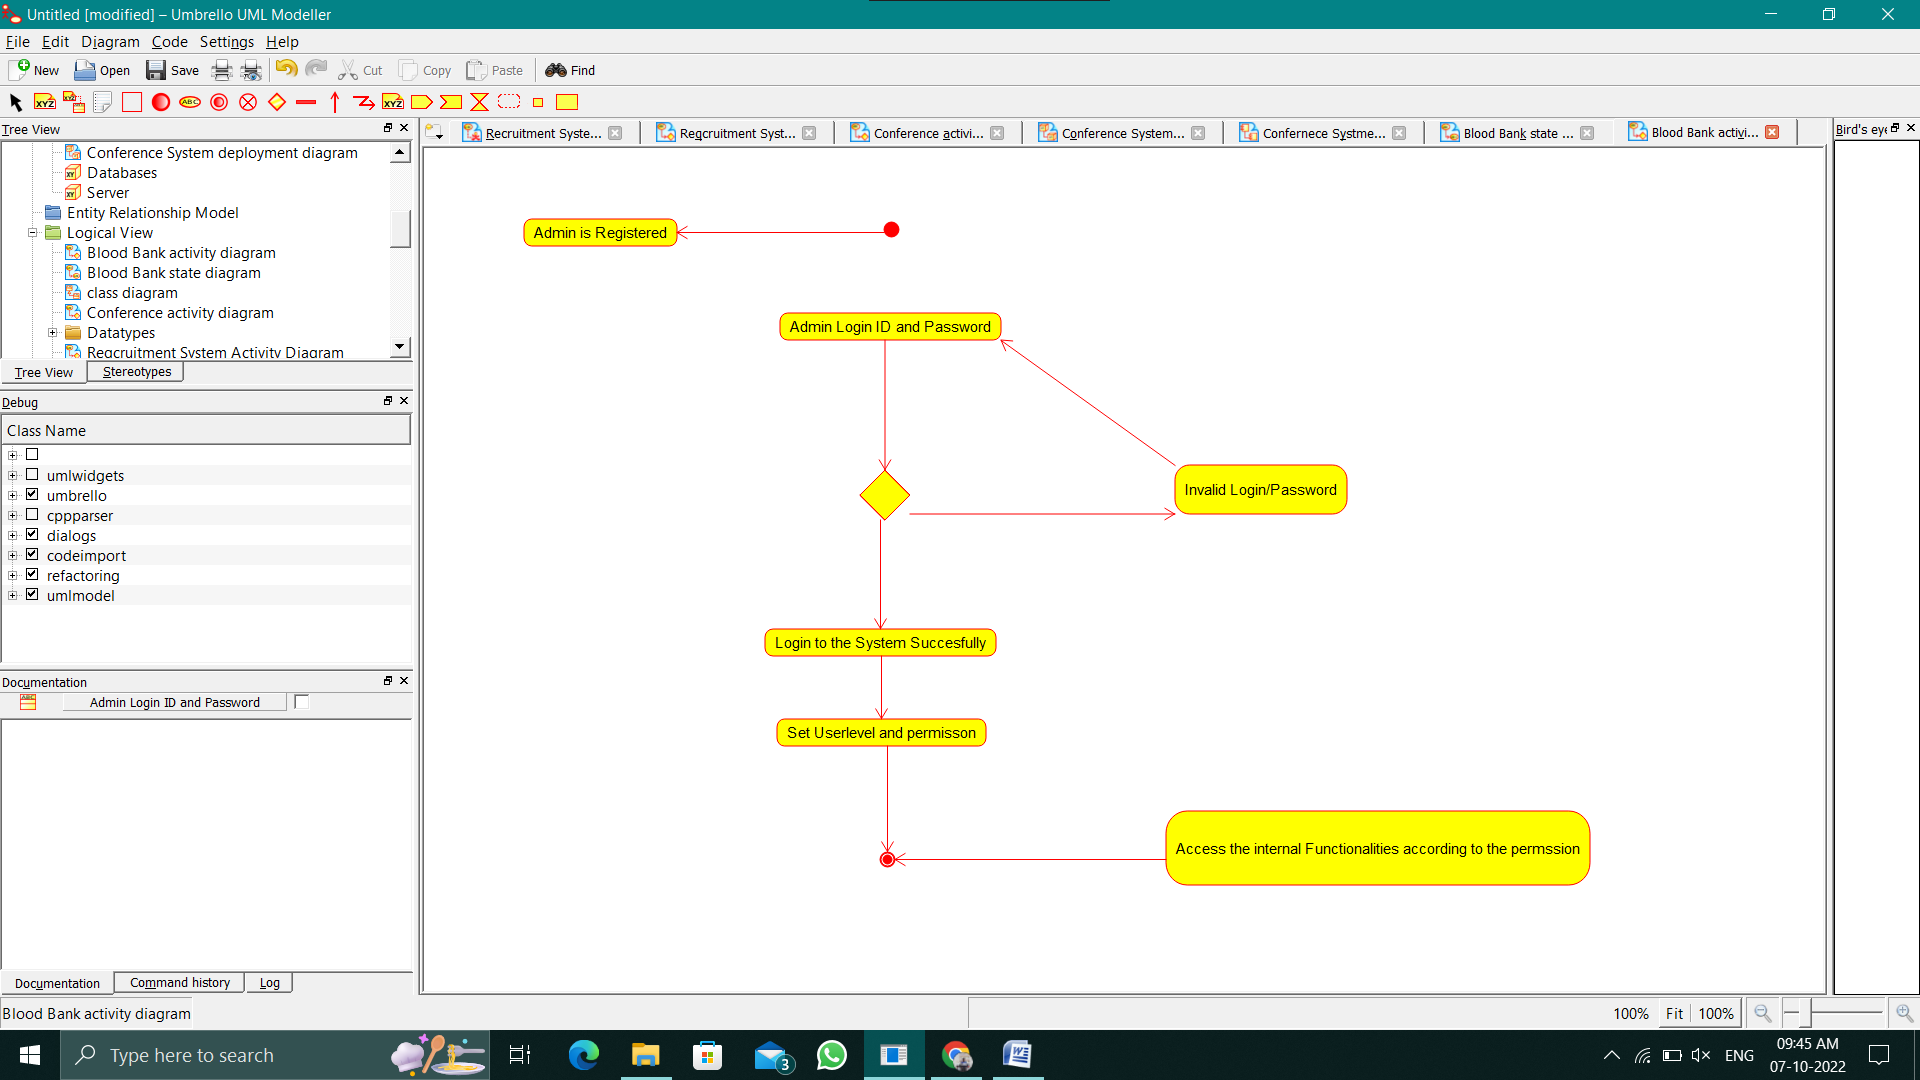 Untitled [modified] – Umbrello UML Modeller
File Edit Diagram Code Settings Help
New Open Save Cut Copy Paste Find
XYZ XYZ ABC XYZ
Tree View
Recruitment Syste... Reqcruitment Syst... Conference activi... Conference System... Confernece Systme... Blood Bank state ... Blood Bank activi... Bird's eye
Conference System deployment diagram
Databases
Server
Entity Relationship Model
Logical View
Blood Bank activity diagram
Blood Bank state diagram
class diagram
Conference activity diagram
Datatypes
Reqcruitment System Activity Diagram
Tree View Stereotypes
Debug
Class Name
umlwidgets
umbrello
cppparser
dialogs
codeimport
refactoring
umlmodel
Documentation
ABC Admin Login ID and Password
Documentation Command history Log
Admin is Registered
Admin Login ID and Password
Invalid Login/Password
Login to the System Succesfully
Set Userlevel and permisson
Access the internal Functionalities according to the permssion
Blood Bank activity diagram
100% Fit 100%
Type here to search
3
ENG
09:45 AM
07-10-2022